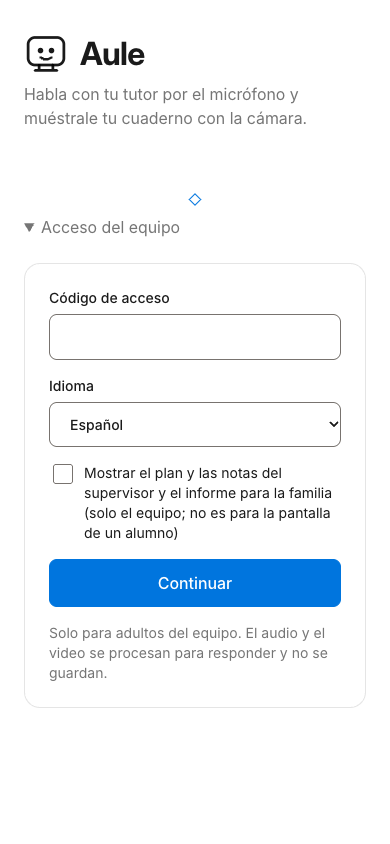 Aule
Habla con tu tutor por el micrófono y
muéstrale tu cuaderno con la cámara.
Acceso del equipo
Código de acceso
Idioma
Español
Mostrar el plan y las notas del
supervisor y el informe para la familia
(solo el equipo; no es para la pantalla
de un alumno)
Continuar
Solo para adultos del equipo. El audio y el
video se procesan para responder y no se
guardan.